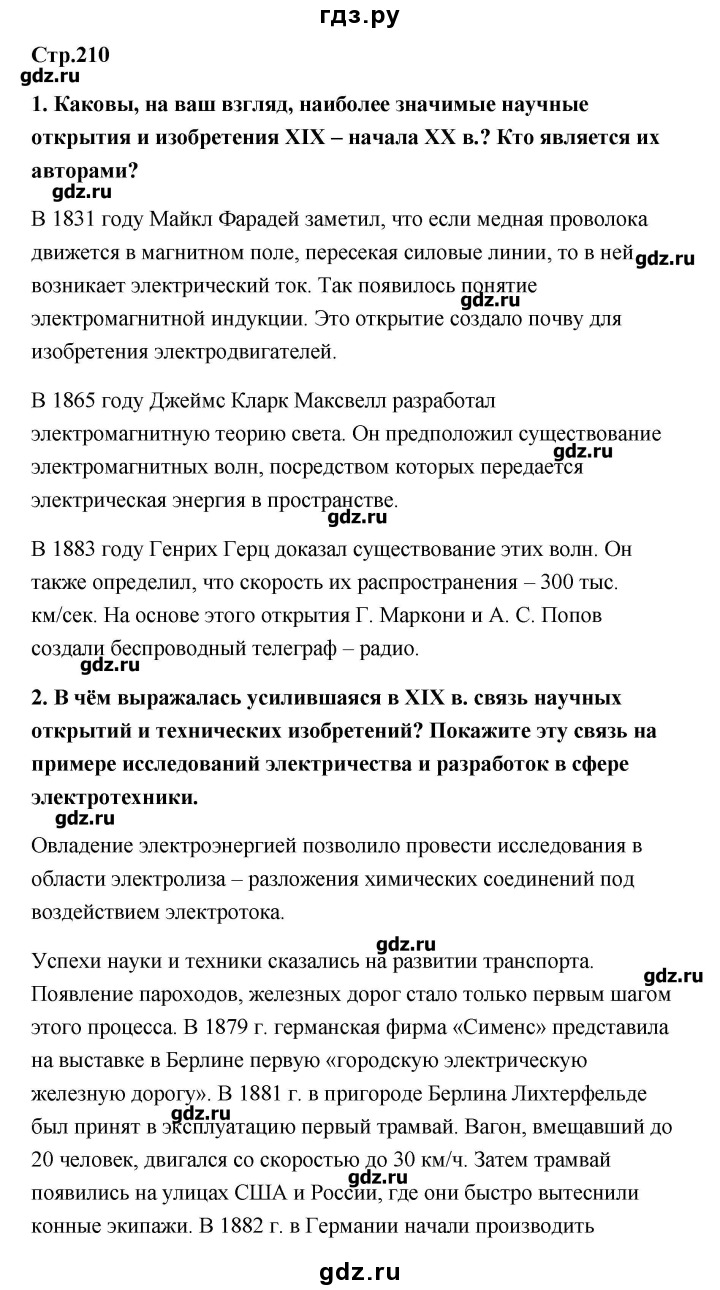 гдз.ру
Стр.210
gdz.ru
1. Каковы, на ваш взгляд, наиболее значимые научные
открытия и изобретения XIX – начала XX в.? Кто является их
авторами?
gdz.ru
В 1831 году Майкл Фарадей заметил, что если медная проволока
движется в магнитном поле, пересекая силовые линии, то в ней
gdz.ru
возникает электрический ток. Так появилось понятие
gdz.ru
электромагнитной индукции. Это открытие создало почву для
изобретения электродвигателей.
В 1865 году Джеймс Кларк Максвелл разработал
электромагнитную теорию света. Он предположил существование
gdz.ru
электромагнитных волн, посредством которых передается
электрическая энергия в пространстве.
gdz.ru
В 1883 году Генрих Герц доказал существование этих волн. Он
также определил, что скорость их распространения – 300 тыс.
км/сек. На основе этого открытия Г. Маркони и А. С. Попов
создали беспроводный телеграф – радио.
gdz.ru
2. В чём выражалась усилившаяся в XIX в. связь научных
открытий и технических изобретений? Покажите эту связь на
примере исследований электричества и разработок в сфере
электротехники.
gdz.ru
Овладение электроэнергией позволило провести исследования в
области электролиза – разложения химических соединений под
воздействием электротока.
gdz.ru
Успехи науки и техники сказались на развитии транспорта.
gdz.ru
Появление пароходов, железных дорог стало только первым шагом
этого процесса. В 1879 г. германская фирма «Сименс» представила
на выставке в Берлине первую «городскую электрическую
железную дорогу». В 1881 г. в пригороде Берлина Лихтерфельде
gdz.ru
был принят в эксплуатацию первый трамвай. Вагон, вмещавший до
20 человек, двигался со скоростью до 30 км/ч. Затем трамвай
gdz.ru
появились на улицах США и России, где они быстро вытеснили
конные экипажи. В 1882 г. в Германии начали производить
gdz.ru